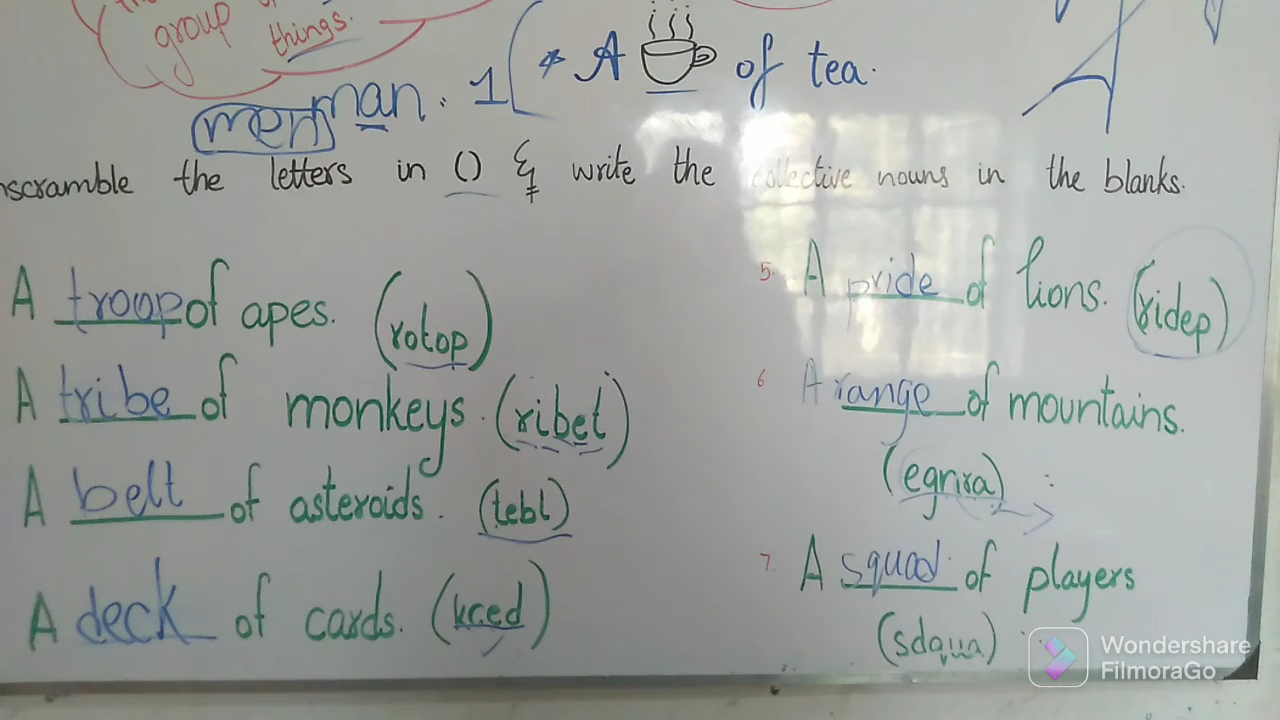 group
things.
men man. 1 * A of tea.
nscramble the letters in () & write the collective nouns in the blanks.
A troop of apes. (rotop)
A tribe of monkeys. (ribet)
A belt of asteroids. (tebl)
A deck of cards. (kced)
5. A pride of lions. (ridep)
6 A range of mountains.
(egnra)
7. A squad of players
(sdqua)
Wondershare
FilmoraGo